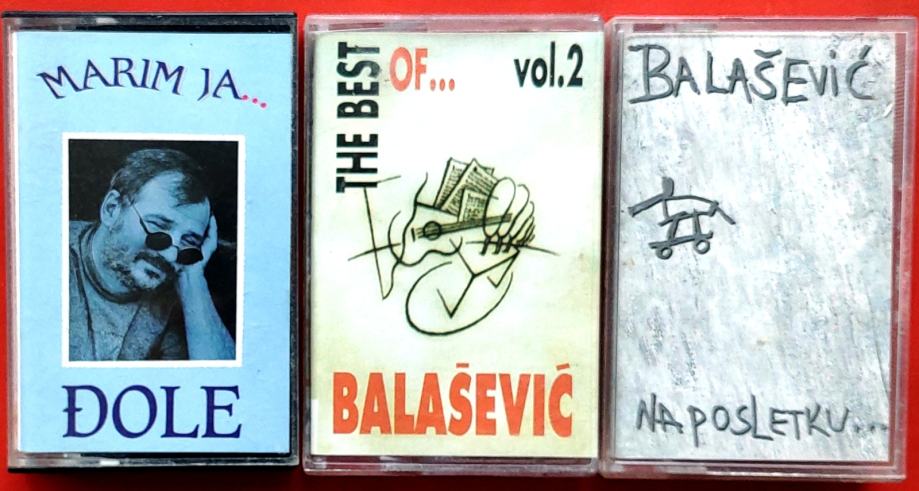 MARIM JA...
ĐOLE
THE BEST
OF... vol.2
BALAŠEVIĆ
BALAŠEVIĆ
NA POSLETKU...